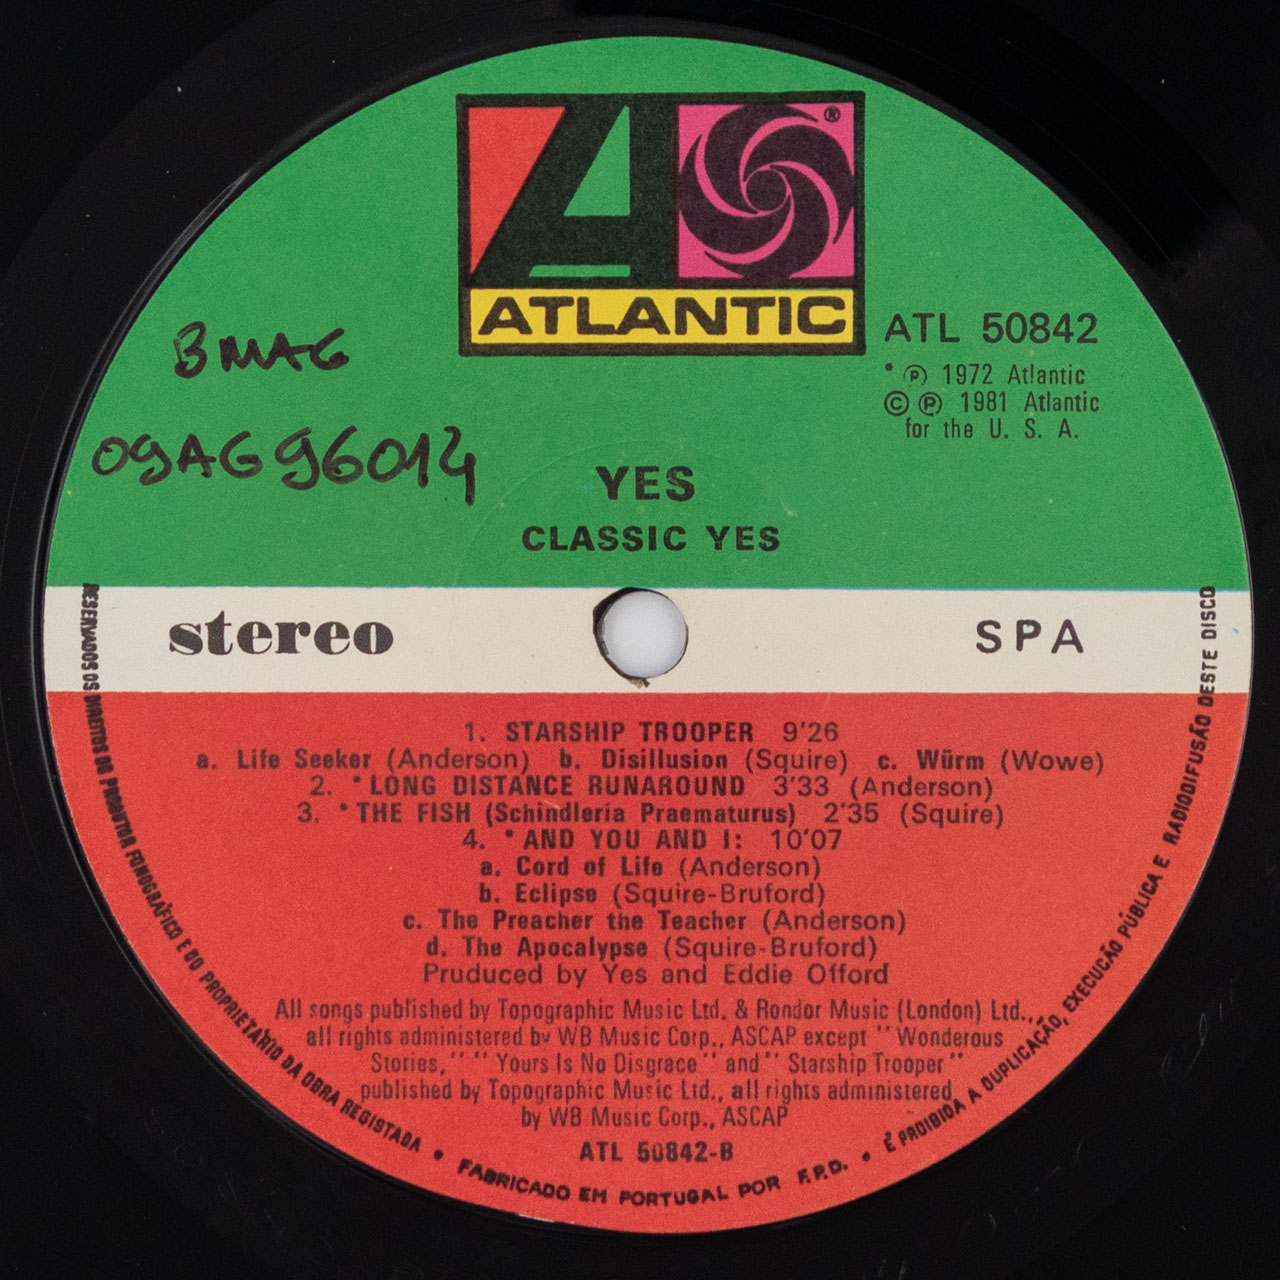 ®
ATLANTIC
ATL 50842
* ℗ 1972 Atlantic
© ℗ 1981 Atlantic
for the U. S. A.
BMAG
09AG96014
YES
CLASSIC YES
stereo
SPA
1. STARSHIP TROOPER 9'26
a. Life Seeker (Anderson) b. Disillusion (Squire) c. Würm (Wowe)
2. * LONG DISTANCE RUNAROUND 3'33 (Anderson)
3. * THE FISH (Schindleria Praematurus) 2'35 (Squire)
4. * AND YOU AND I: 10'07
a. Cord of Life (Anderson)
b. Eclipse (Squire-Bruford)
c. The Preacher the Teacher (Anderson)
d. The Apocalypse (Squire-Bruford)
Pruduced by Yes and Eddie Offord
All songs published by Topographic Music Ltd. & Rondor Music (London) Ltd.,
all rights administered by WB Music Corp., ASCAP except " Wonderous
Stories, " " Yours Is No Disgrace " and " Starship Trooper "
published by Topographic Music Ltd., all rights administered
by WB Music Corp., ASCAP
ATL 50842-B
RESERVADOS OS DIREITOS DO PRODUTOR FONOGRÁFICO E DO PROPRIETÁRIO DA OBRA REGISTADA • FABRICADO EM PORTUGAL POR F.P.D. • É PROIBIDA A DUPLICAÇÃO, EXECUCÃO PÚBLICA E RADIODIFUSÃO DESTE DISCO